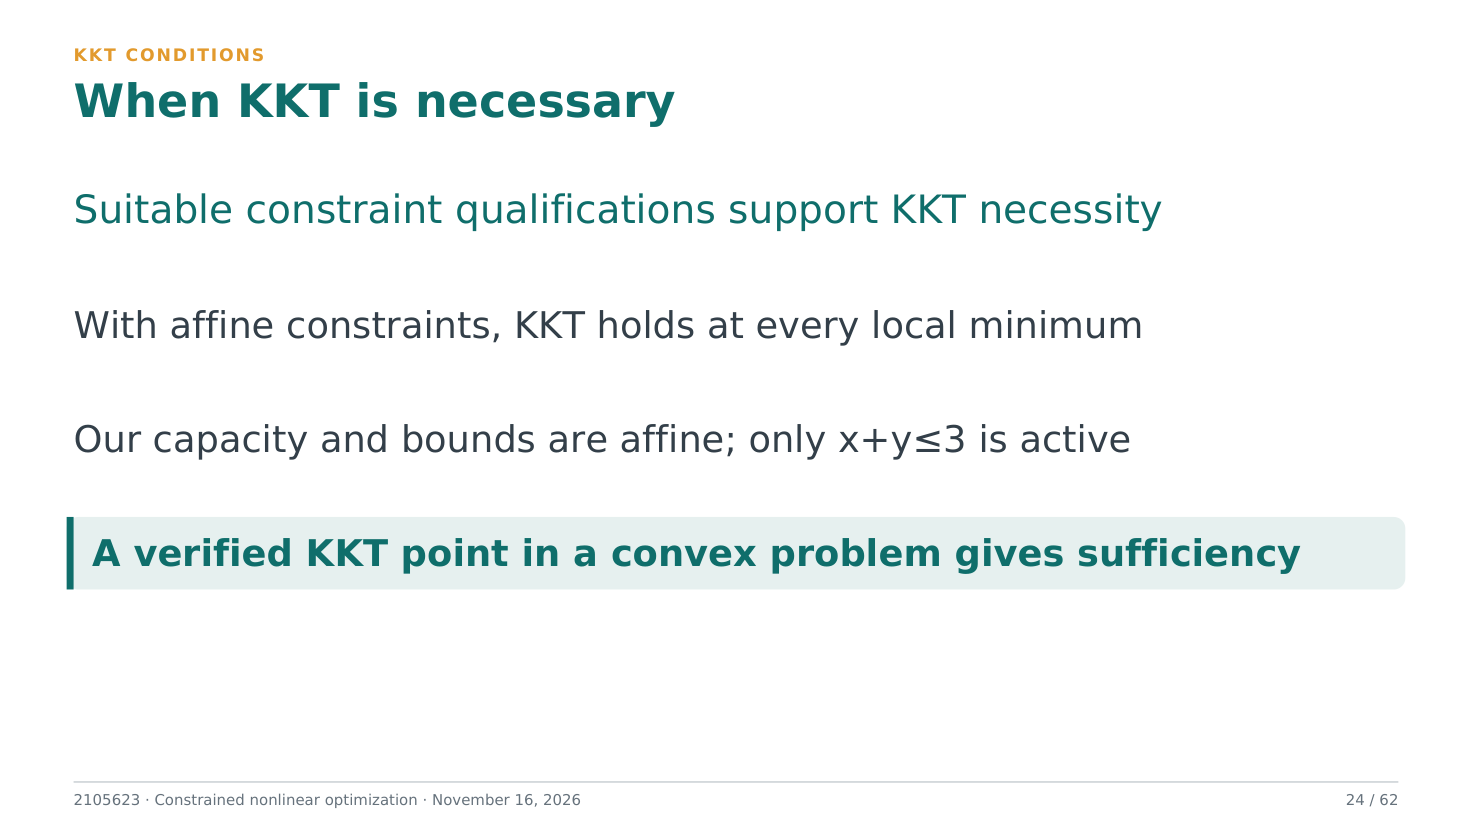 KKT CONDITIONS
When KKT is necessary
Suitable constraint qualifications support KKT necessity
With affine constraints, KKT holds at every local minimum
Our capacity and bounds are affine; only x+y≤3 is active
A verified KKT point in a convex problem gives sufficiency
2105623 · Constrained nonlinear optimization · November 16, 2026
24 / 62